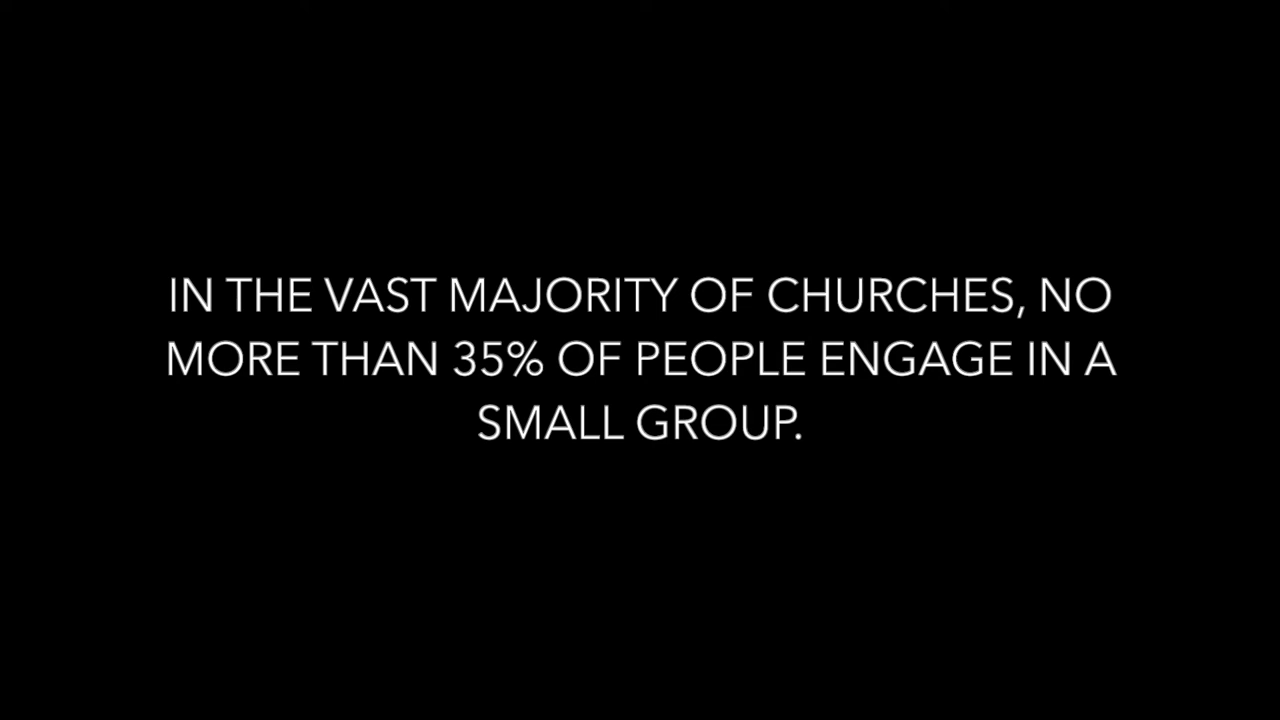 IN THE VAST MAJORITY OF CHURCHES, NO
MORE THAN 35% OF PEOPLE ENGAGE IN A
SMALL GROUP.